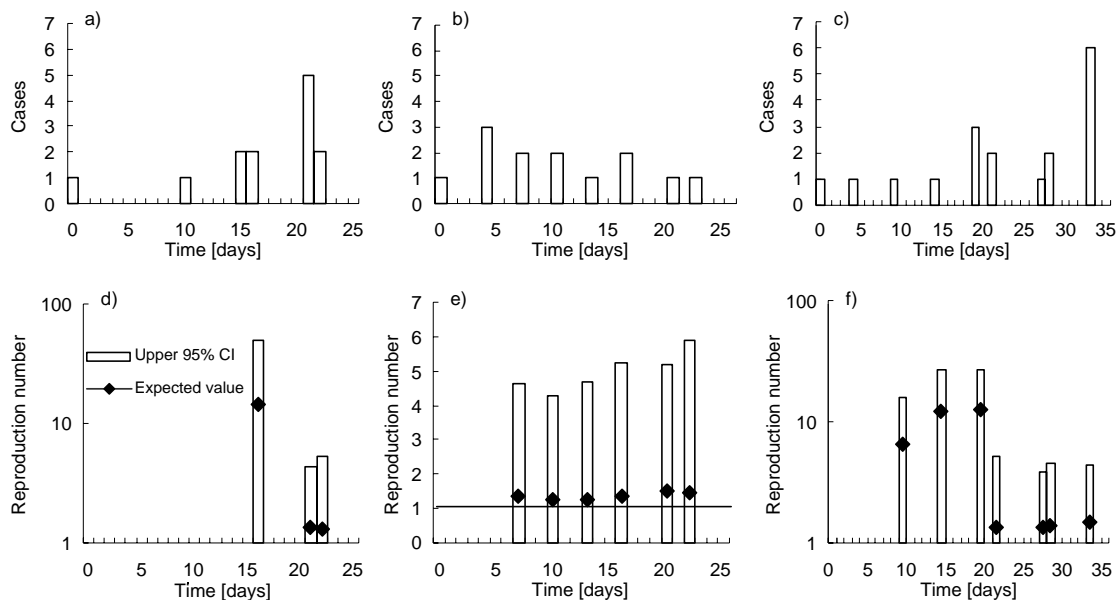 a)
7
6
5
4
3
2
1
0
Cases
0 5 10 15 20 25
Time [days]
b)
7
6
5
4
3
2
1
0
Cases
0 5 10 15 20 25
Time [days]
c)
7
6
5
4
3
2
1
0
Cases
0 5 10 15 20 25 30 35
Time [days]
d)
100
10
1
Reproduction number
Upper 95% CI
Expected value
0 5 10 15 20 25
Time [days]
e)
7
6
5
4
3
2
1
0
Reproduction number
0 5 10 15 20 25
Time [days]
f)
100
10
1
Reproduction number
0 5 10 15 20 25 30 35
Time [days]